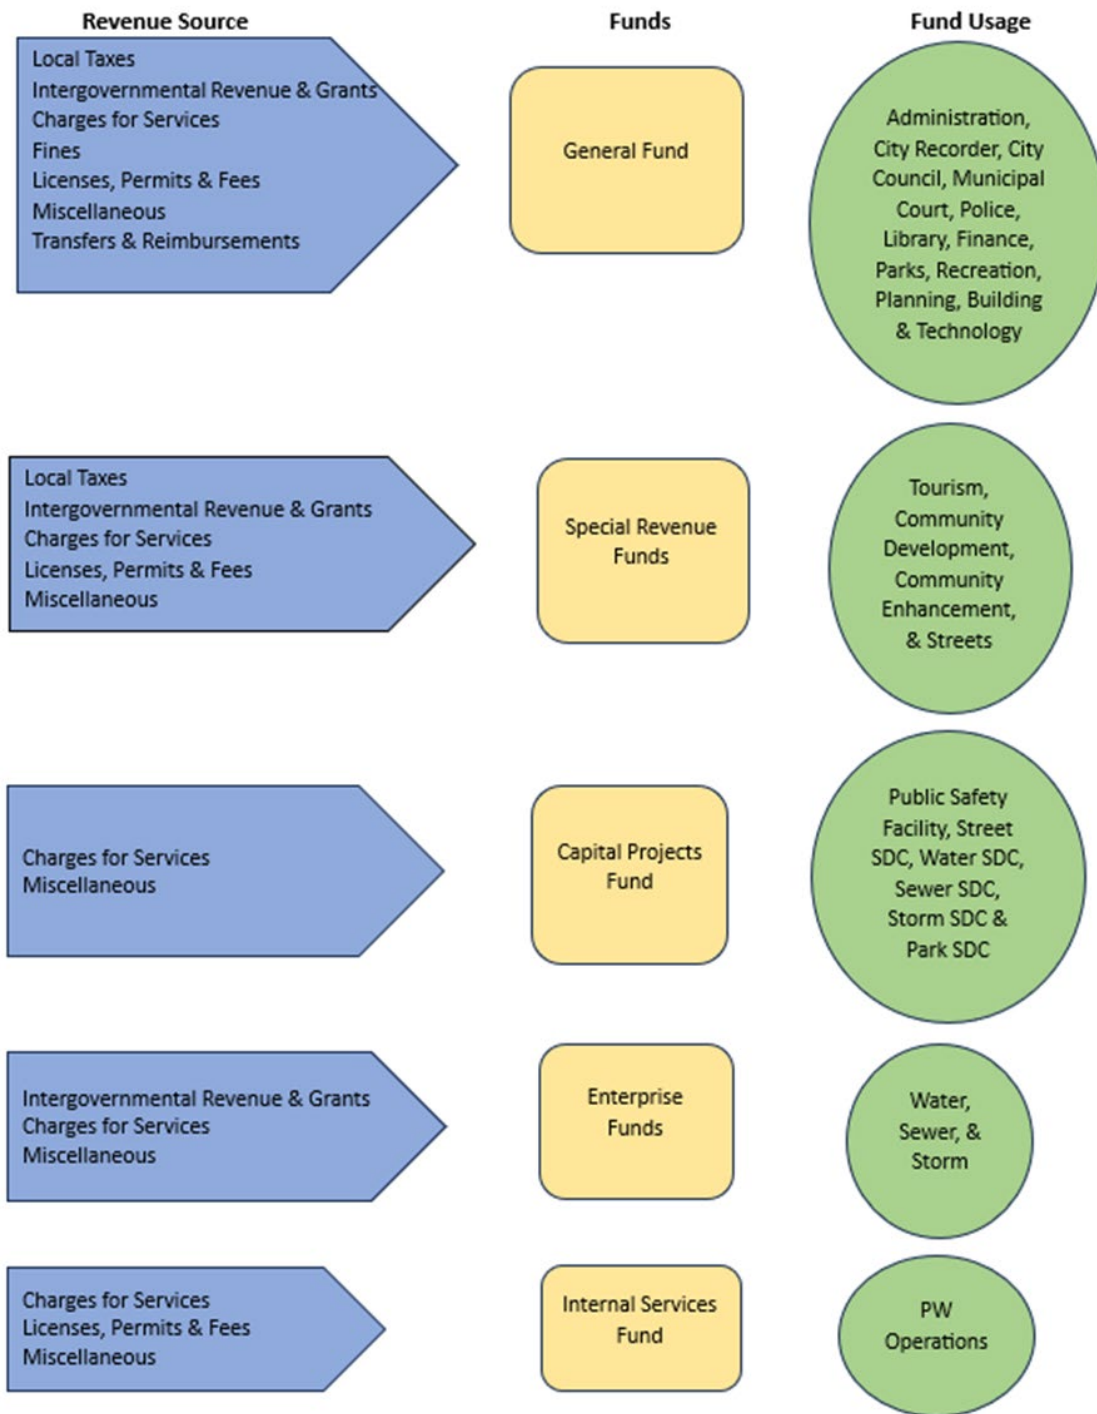 Revenue Source
Funds
Fund Usage
Local Taxes
Intergovernmental Revenue & Grants
Charges for Services
Fines
Licenses, Permits & Fees
Miscellaneous
Transfers & Reimbursements
General Fund
Administration,
City Recorder, City
Council, Municipal
Court, Police,
Library, Finance,
Parks, Recreation,
Planning, Building
& Technology
Local Taxes
Intergovernmental Revenue & Grants
Charges for Services
Licenses, Permits & Fees
Miscellaneous
Special Revenue
Funds
Tourism,
Community
Development,
Community
Enhancement,
& Streets
Charges for Services
Miscellaneous
Capital Projects
Fund
Public Safety
Facility, Street
SDC, Water SDC,
Sewer SDC,
Storm SDC &
Park SDC
Intergovernmental Revenue & Grants
Charges for Services
Miscellaneous
Enterprise
Funds
Water,
Sewer, &
Storm
Charges for Services
Licenses, Permits & Fees
Miscellaneous
Internal Services
Fund
PW
Operations